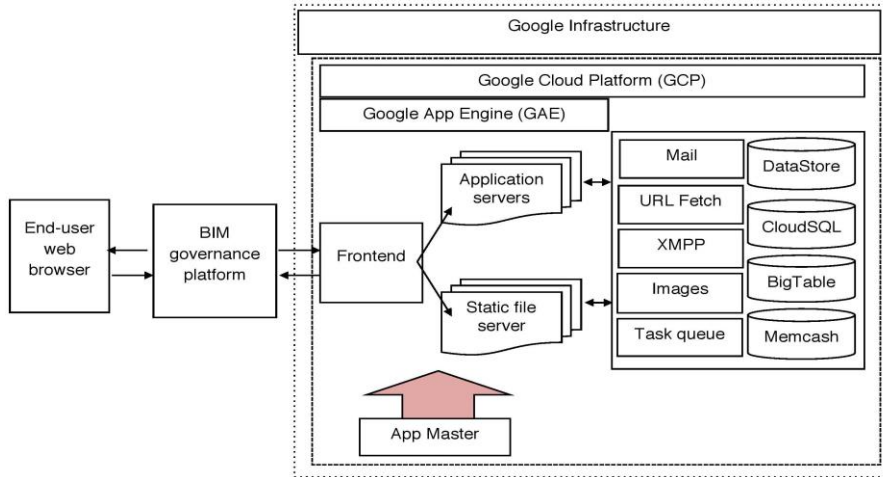 Google Infrastructure
Google Cloud Platform (GCP)
Google App Engine (GAE)
End-user
web
browser
BIM
governance
platform
Frontend
Application
servers
Static file
server
App Master
Mail
URL Fetch
XMPP
Images
Task queue
DataStore
CloudSQL
BigTable
Memcash